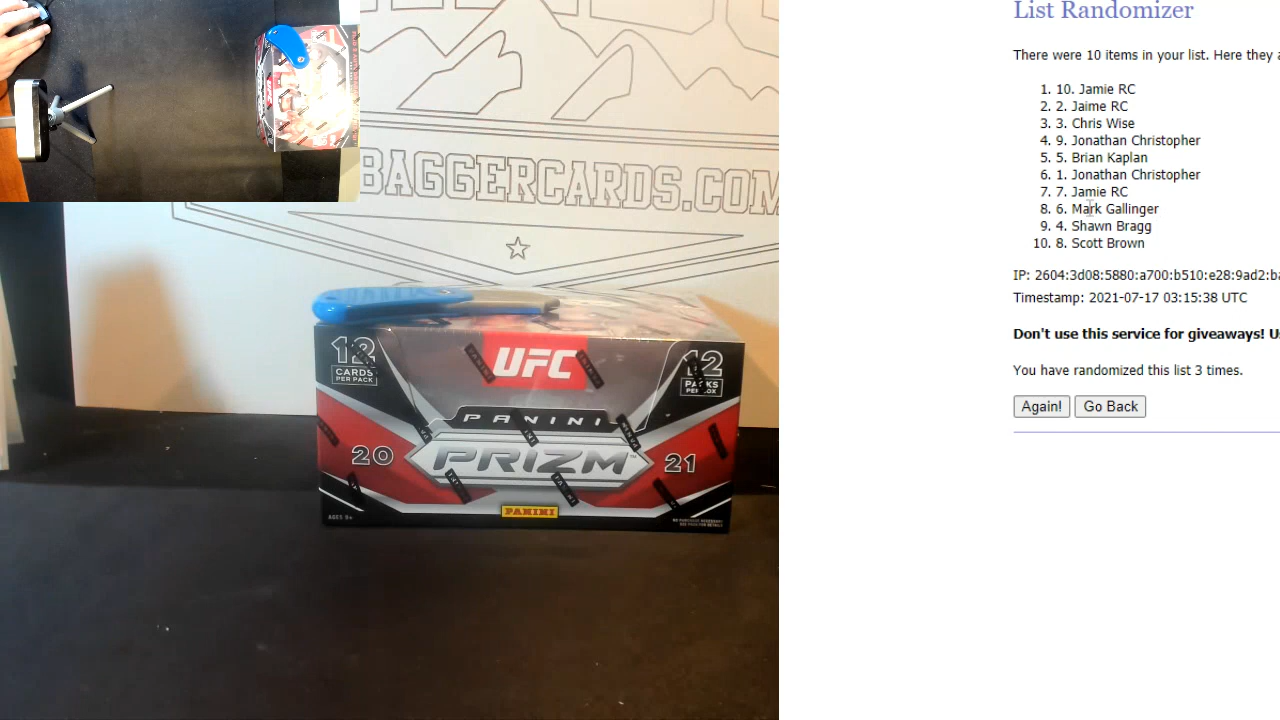 BAGGERCARDS.COM
12
CARDS
PER PACK
UFC
12
PACKS
PER BOX
PANINI
20
PRIZM
21
PANINI
AGES 9+
List Randomizer
There were 10 items in your list. Here they a
1. 10. Jamie RC
2. 2. Jaime RC
3. 3. Chris Wise
4. 9. Jonathan Christopher
5. 5. Brian Kaplan
6. 1. Jonathan Christopher
7. 7. Jamie RC
8. 6. Mark Gallinger
9. 4. Shawn Bragg
10. 8. Scott Brown
IP: 2604:3d08:5880:a700:b510:e28:9ad2:ba
Timestamp: 2021-07-17 03:15:38 UTC
Don't use this service for giveaways! Us
You have randomized this list 3 times.
Again! Go Back